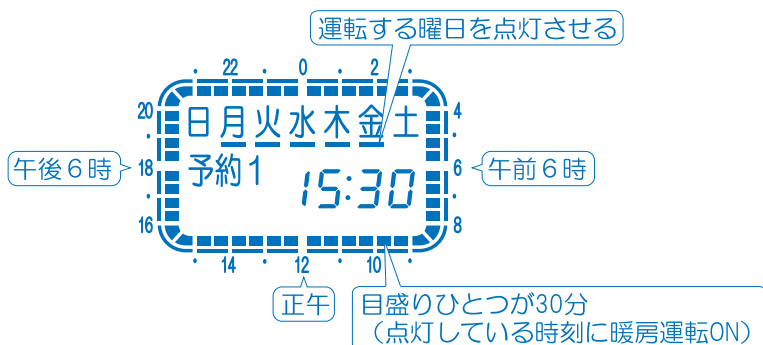 運転する曜日を点灯させる
22 0 2
20 4
日月火水木金土
午後6時 18 予約1 6 午前6時
15:30
16 8
14 12 10
正午
目盛りひとつが30分
（点灯している時刻に暖房運転ON）